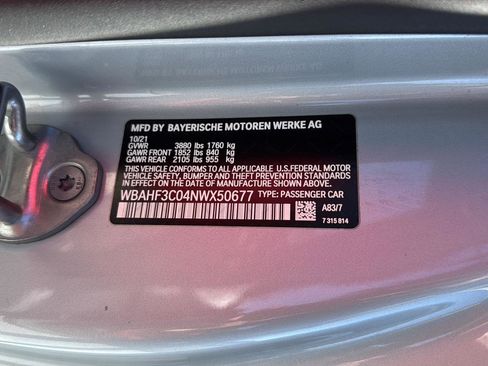 MFD BY BAYERISCHE MOTOREN WERKE AG
10/21
GVWR 3880 lbs 1760 kg
GAWR FRONT 1852 lbs 840 kg
GAWR REAR 2105 lbs 955 kg
THIS VEHICLE CONFORMS TO ALL APPLICABLE U.S.FEDERAL MOTOR
VEHICLE SAFETY, BUMPER, AND THEFT PREVENTION STANDARDS
IN EFFECT ON THE DATE OF MANUFACTURE SHOWN ABOVE.
WBAHF3C04NWX50677 TYPE: PASSENGER CAR
A83/7
7 315 814